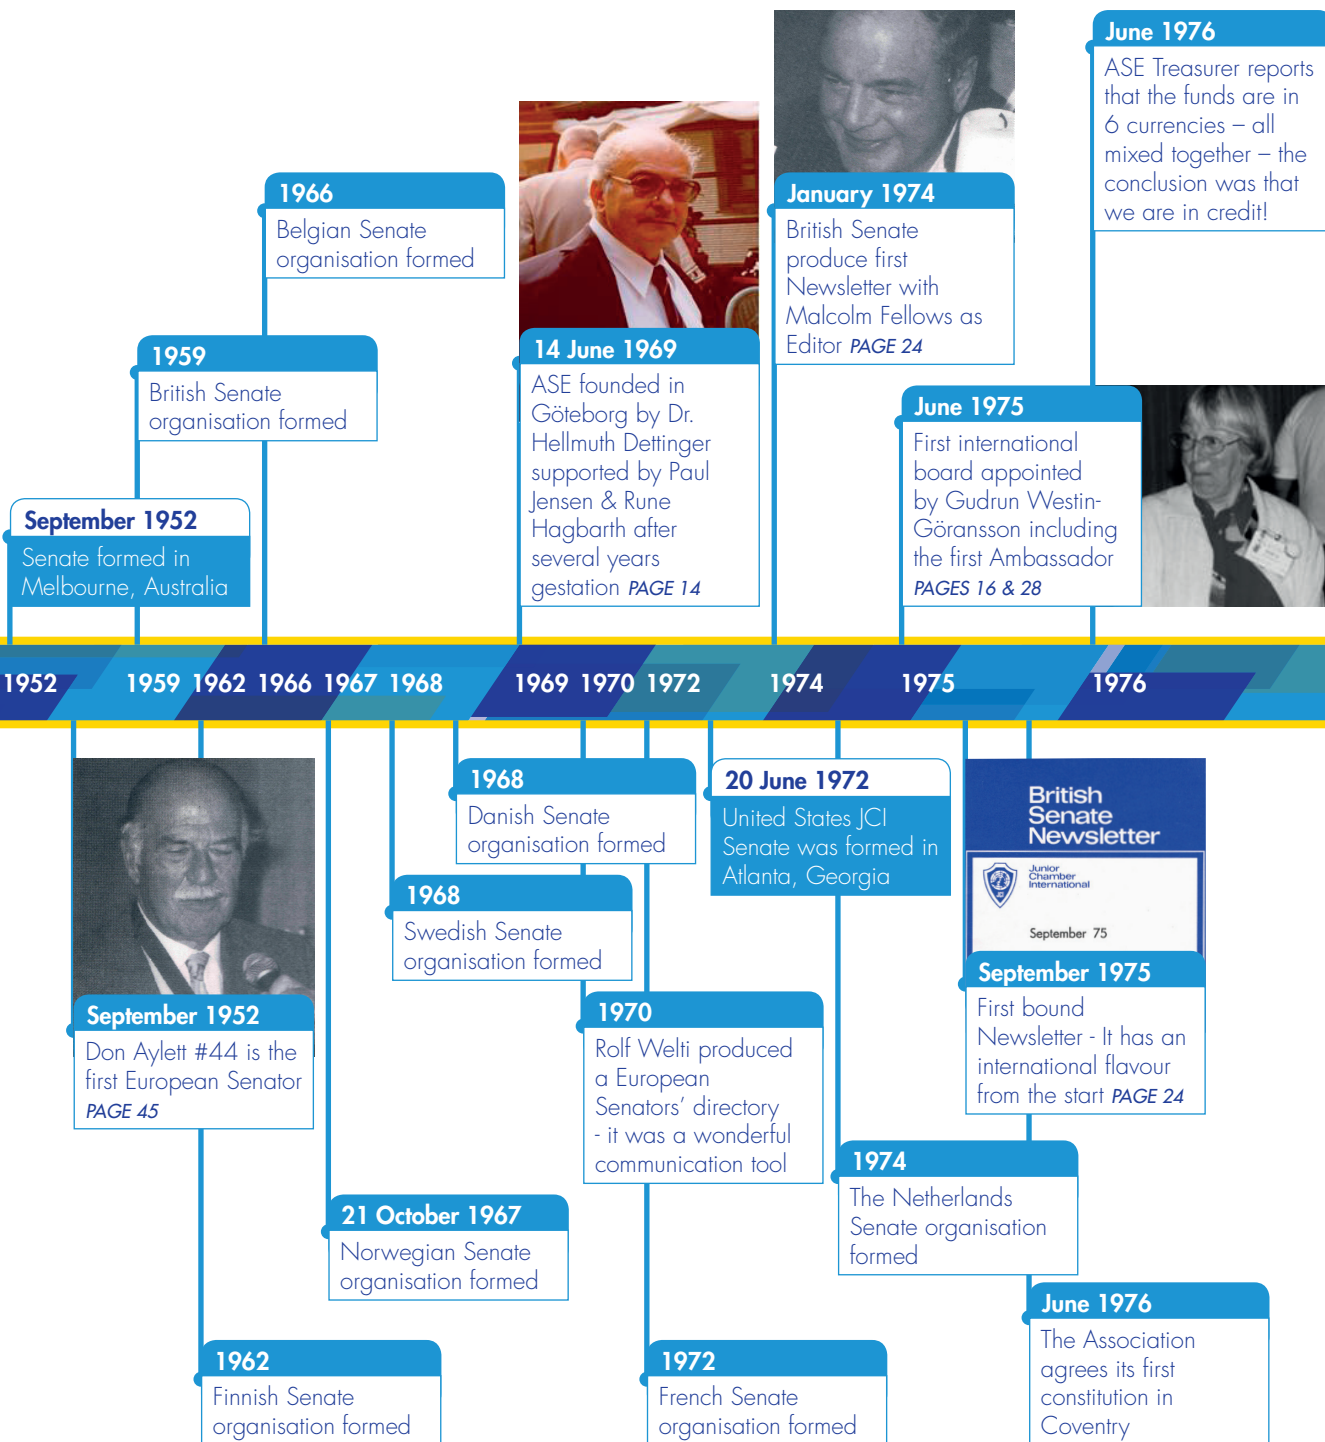 June 1976
ASE Treasurer reports
that the funds are in
6 currencies – all
mixed together – the
conclusion was that
we are in credit!
January 1974
British Senate
produce first
Newsletter with
Malcolm Fellows as
Editor PAGE 24
1966
Belgian Senate
organisation formed
14 June 1969
ASE founded in
Göteborg by Dr.
Hellmuth Dettinger
supported by Paul
Jensen & Rune
Hagbarth after
several years
gestation PAGE 14
1959
British Senate
organisation formed
June 1975
First international
board appointed
by Gudrun Westin-
Göransson including
the first Ambassador
PAGES 16 & 28
September 1952
Senate formed in
Melbourne, Australia
1952 1959 1962 1966 1967 1968 1969 1970 1972 1974 1975 1976
September 1952
Don Aylett #44 is the
first European Senator
PAGE 45
1968
Danish Senate
organisation formed
20 June 1972
United States JCI
Senate was formed in
Atlanta, Georgia
British
Senate
Newsletter
Junior
Chamber
International
September 75
September 1975
First bound
Newsletter - It has an
international flavour
from the start PAGE 24
1968
Swedish Senate
organisation formed
1970
Rolf Welti produced
a European
Senators’ directory
- it was a wonderful
communication tool
1974
The Netherlands
Senate organisation
formed
21 October 1967
Norwegian Senate
organisation formed
June 1976
The Association
agrees its first
constitution in
Coventry
1962
Finnish Senate
organisation formed
1972
French Senate
organisation formed